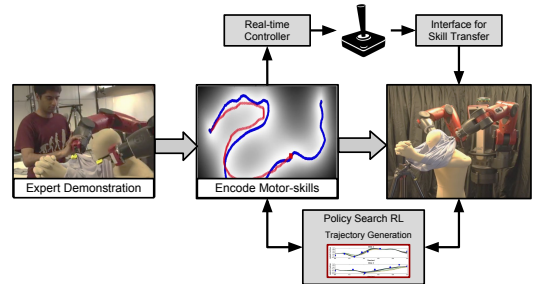 Real-time
Controller
Interface for
Skill Transfer
Expert Demonstration
Encode Motor-skills
Policy Search RL
Trajectory Generation